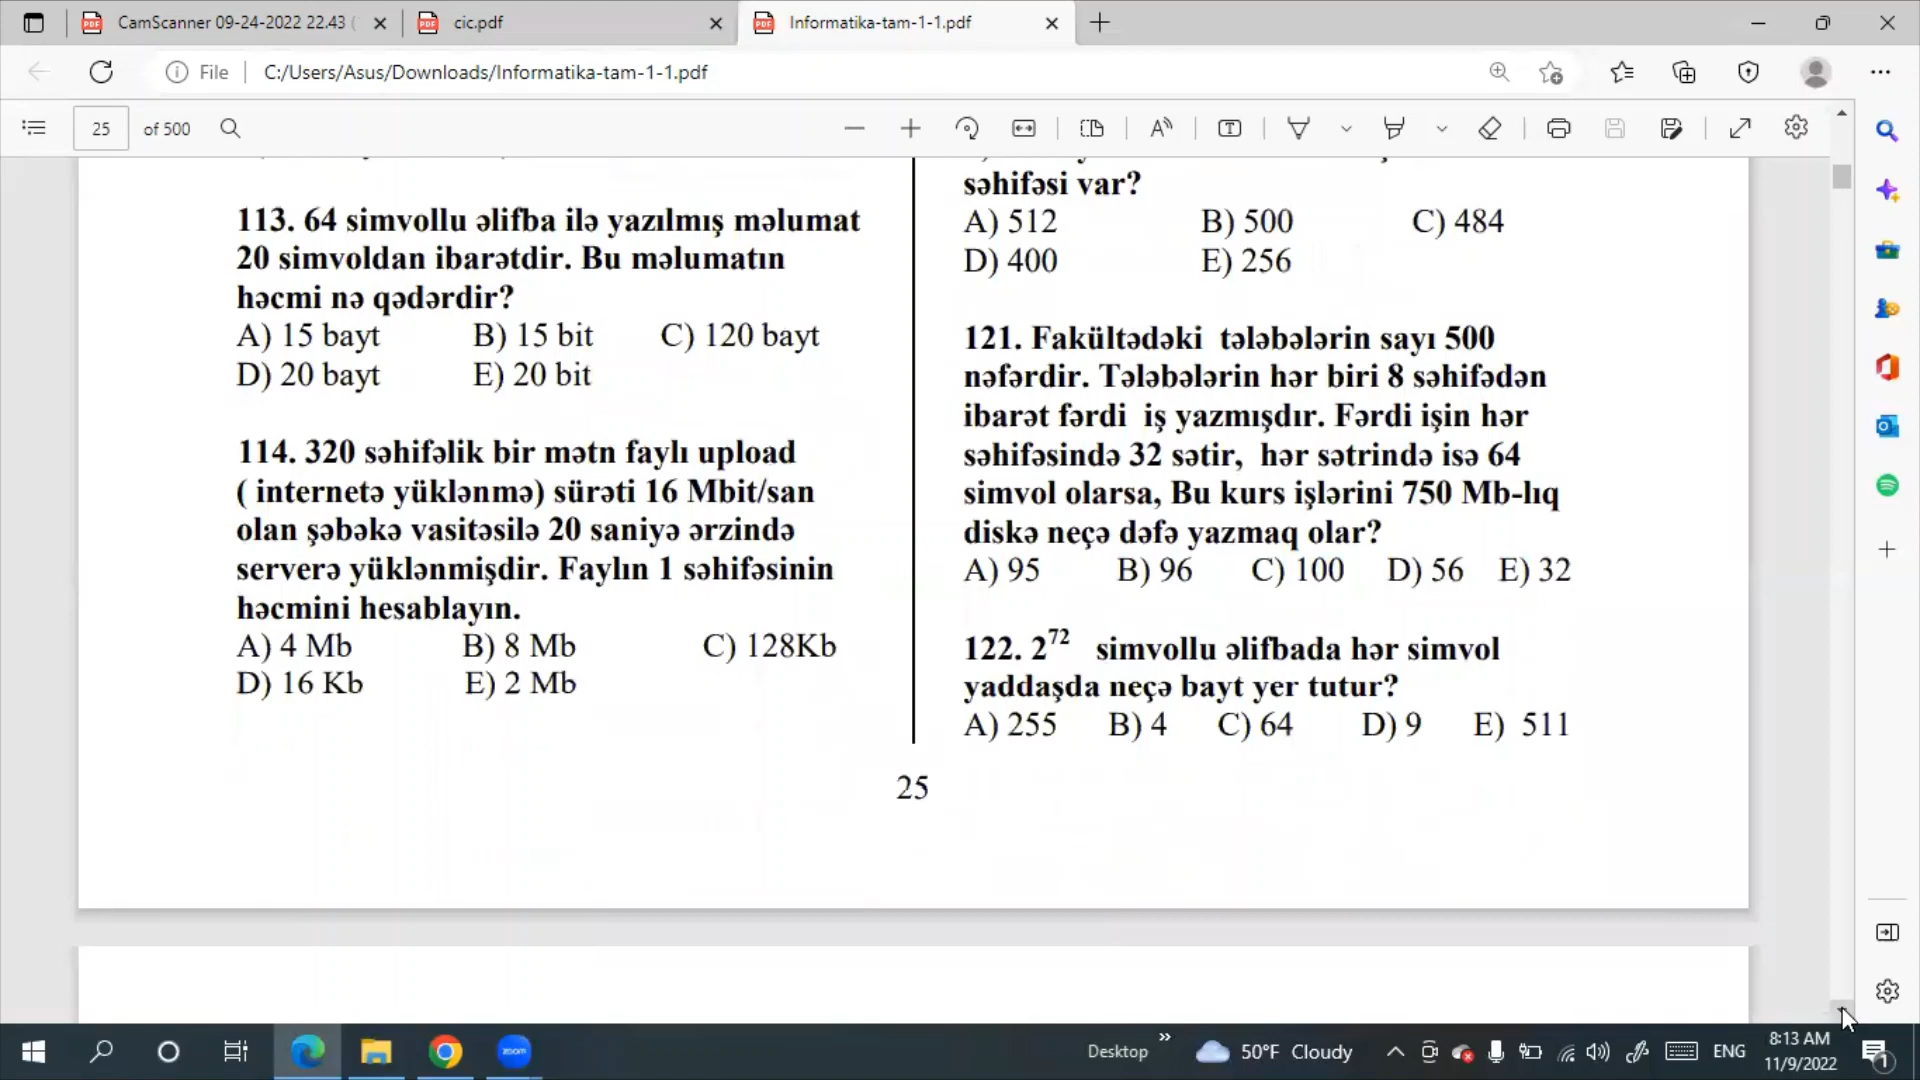 CamScanner 09-24-2022 22.43 (
cic.pdf
Informatika-tam-1-1.pdf
File
C:/Users/Asus/Downloads/Informatika-tam-1-1.pdf
25
of 500
113. 64 simvollu əlifba ilə yazılmış məlumat
20 simvoldan ibarətdir. Bu məlumatın
həcmi nə qədərdir?
A) 15 bayt B) 15 bit C) 120 bayt
D) 20 bayt E) 20 bit
114. 320 səhifəlik bir mətn faylı upload
( internetə yüklənmə) sürəti 16 Mbit/san
olan şəbəkə vasitəsilə 20 saniyə ərzində
serverə yüklənmişdir. Faylın 1 səhifəsinin
həcmini hesablayın.
A) 4 Mb B) 8 Mb C) 128Kb
D) 16 Kb E) 2 Mb
səhifəsi var?
A) 512 B) 500 C) 484
D) 400 E) 256
121. Fakültədəki tələbələrin sayı 500
nəfərdir. Tələbələrin hər biri 8 səhifədən
ibarət fərdi iş yazmışdır. Fərdi işin hər
səhifəsində 32 sətir, hər sətrində isə 64
simvol olarsa, Bu kurs işlərini 750 Mb-lıq
diskə neçə dəfə yazmaq olar?
A) 95 B) 96 C) 100 D) 56 E) 32
122. 2⁷² simvollu əlifbada hər simvol
yaddaşda neçə bayt yer tutur?
A) 255 B) 4 C) 64 D) 9 E) 511
25
zoom
Desktop
50°F Cloudy
ENG
8:13 AM
11/9/2022
1